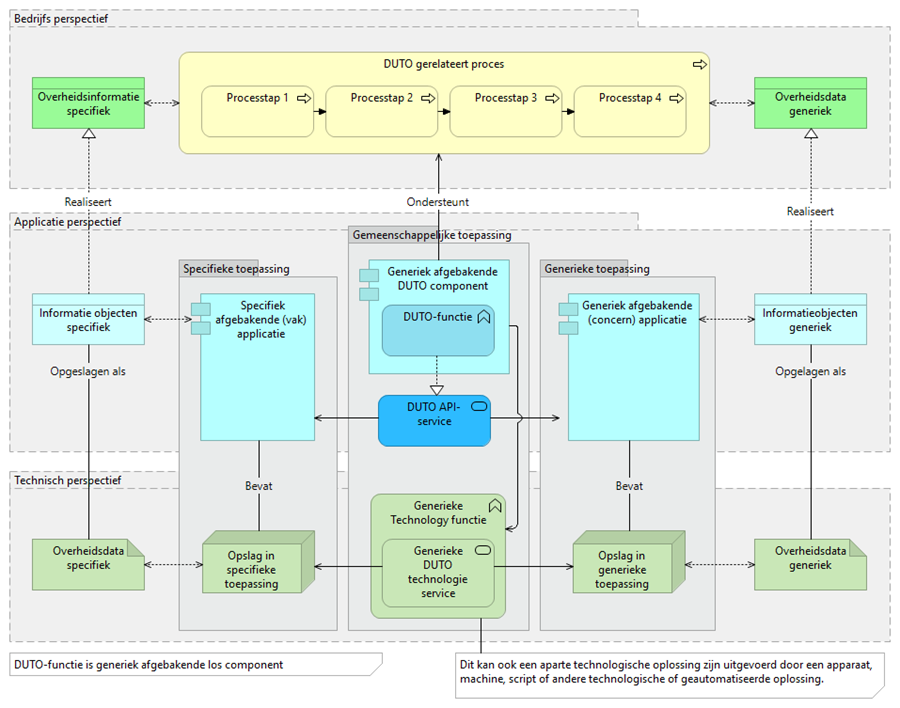 Bedrijfs perspectief
DUTO gerelateert proces
Overheidsinformatie
specifiek
Processtap 1
Processtap 2
Processtap 3
Processtap 4
Overheidsdata
generiek
Realiseert
Ondersteunt
Realiseert
Applicatie perspectief
Gemeenschappelijke toepassing
Specifieke toepassing
Generieke toepassing
Generiek afgebakende
DUTO component
DUTO-functie
Informatie objecten
specifiek
Specifiek
afgebakende (vak)
applicatie
Generiek afgebakende
(concern) applicatie
Informatieobjecten
generiek
Opgeslagen als
Opgelagen als
DUTO API-
service
Technisch perspectief
Bevat
Bevat
Generieke
Technology functie
Overheidsdata
specifiek
Opslag in
specifieke
toepassing
Generieke
DUTO
technologie
service
Opslag in
generieke
toepassing
Overheidsdata
generiek
DUTO-functie is generiek afgebakende los component
Dit kan ook een aparte technologische oplossing zijn uitgevoerd door een apparaat,
machine, script of andere technologische of geautomatiseerde oplossing.